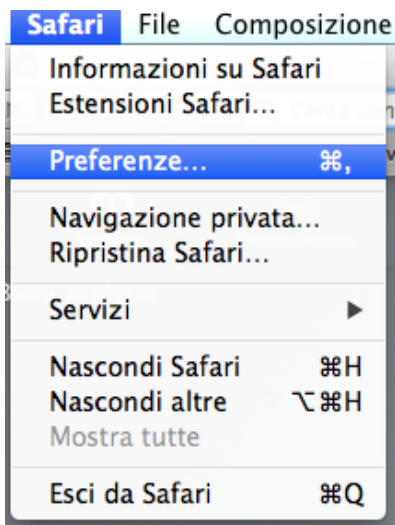 Safari File Composizione
Informazioni su Safari
Estensioni Safari...
Preferenze... ⌘,
Navigazione privata...
Ripristina Safari...
Servizi ▶
Nascondi Safari ⌘H
Nascondi altre ⌥⌘H
Mostra tutte
Esci da Safari ⌘Q